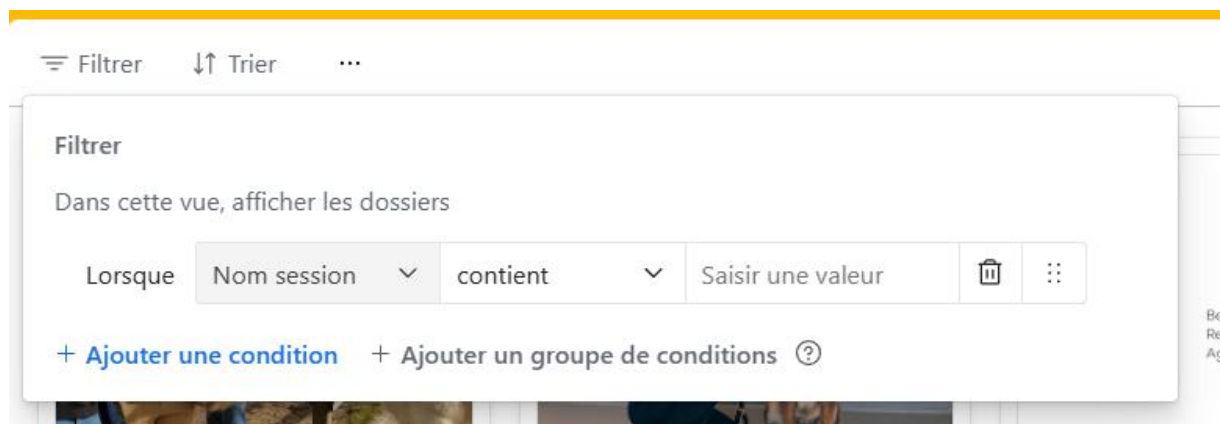 Filtrer Trier ...
Filtrer
Dans cette vue, afficher les dossiers
Lorsque Nom session contient Saisir une valeur
+ Ajouter une condition + Ajouter un groupe de conditions ?